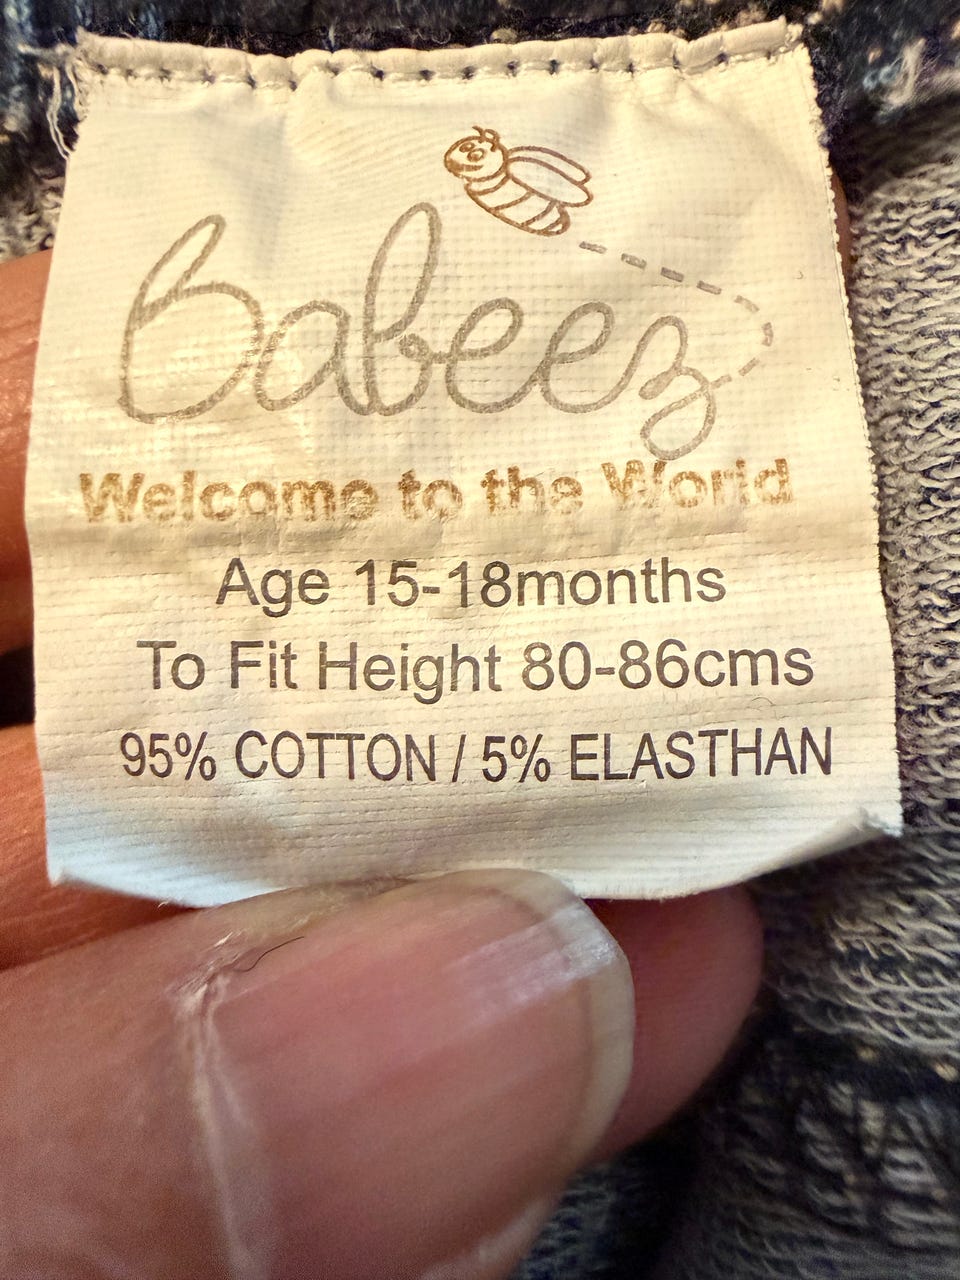 Babeez
Welcome to the World
Age 15-18months
To Fit Height 80-86cms
95% COTTON / 5% ELASTHAN